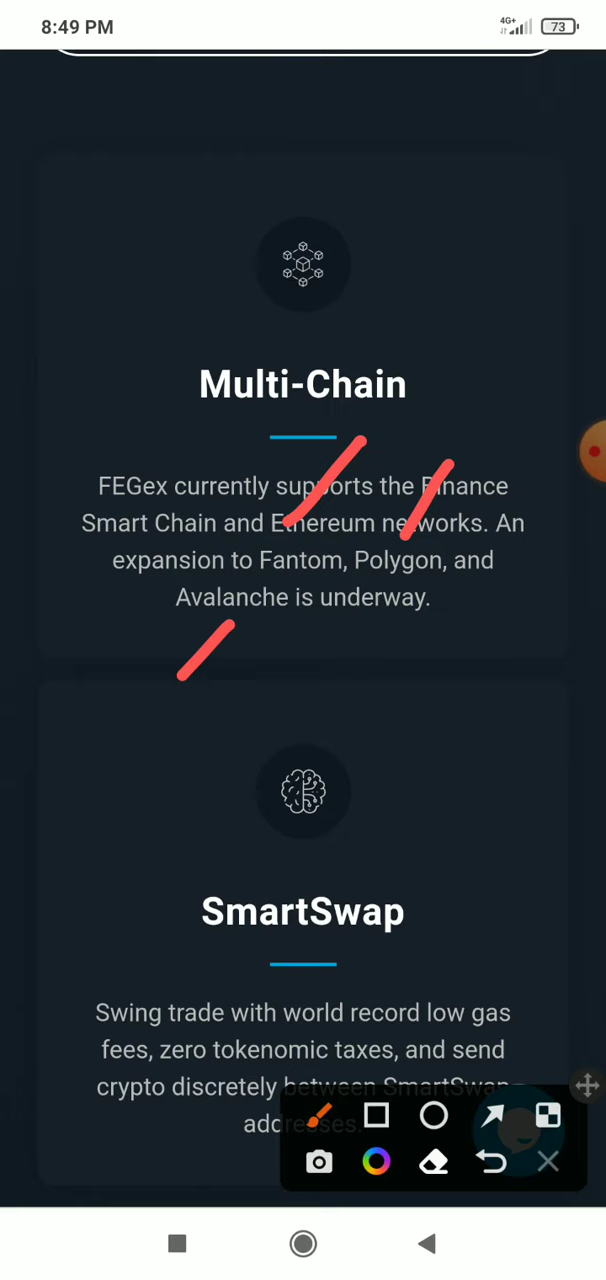 8:49 PM
4G+
73
Multi-Chain
FEGex currently supports the Binance
Smart Chain and Ethereum networks. An
expansion to Fantom, Polygon, and
Avalanche is underway.
SmartSwap
Swing trade with world record low gas
fees, zero tokenomic taxes, and send
crypto discretely between SmartSwap
addresses.